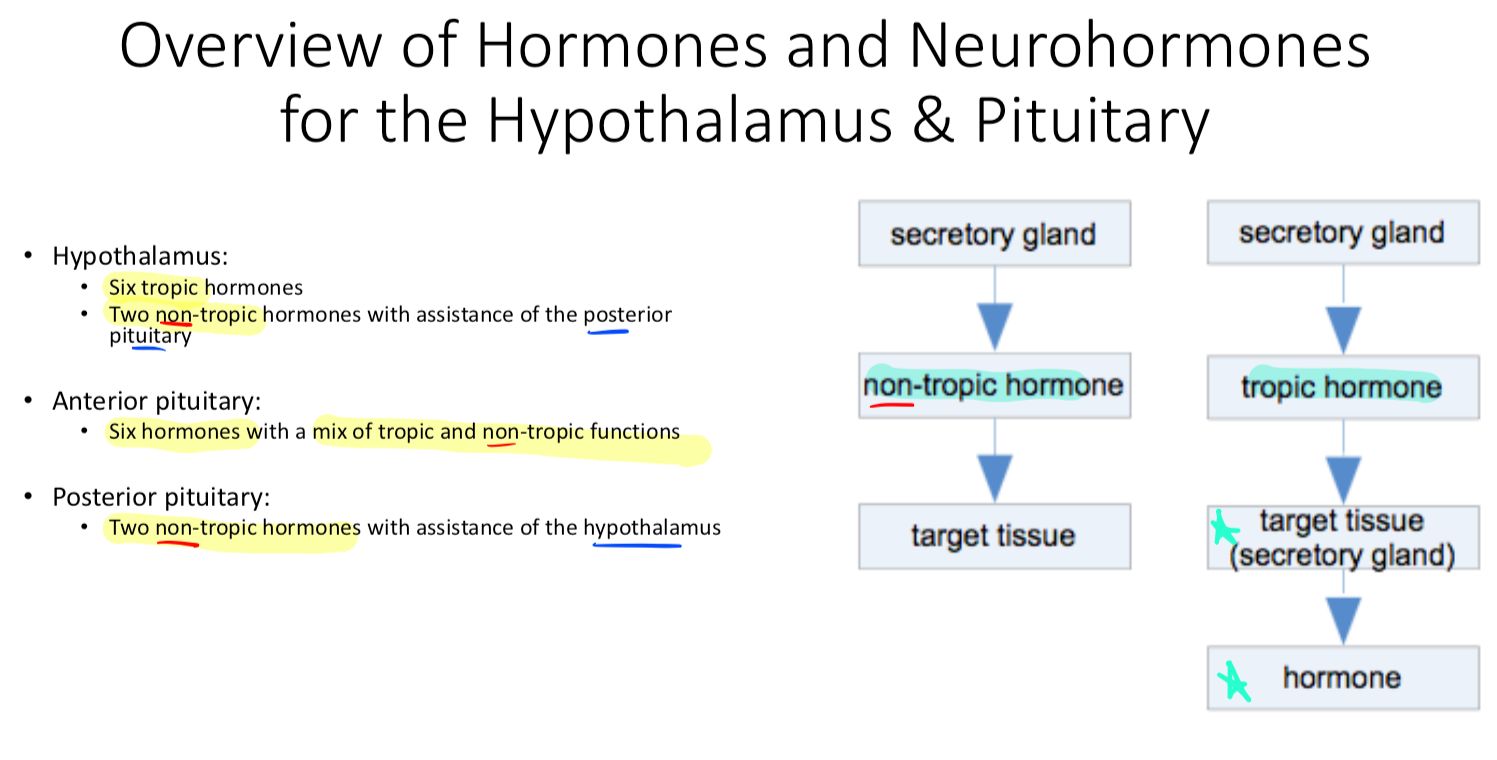 Overview of Hormones and Neurohormones
for the Hypothalamus & Pituitary
• Hypothalamus:
• Six tropic hormones
• Two non-tropic hormones with assistance of the posterior
pituitary
• Anterior pituitary:
• Six hormones with a mix of tropic and non-tropic functions
• Posterior pituitary:
• Two non-tropic hormones with assistance of the hypothalamus
secretory gland
non-tropic hormone
target tissue
secretory gland
tropic hormone
target tissue
(secretory gland)
hormone